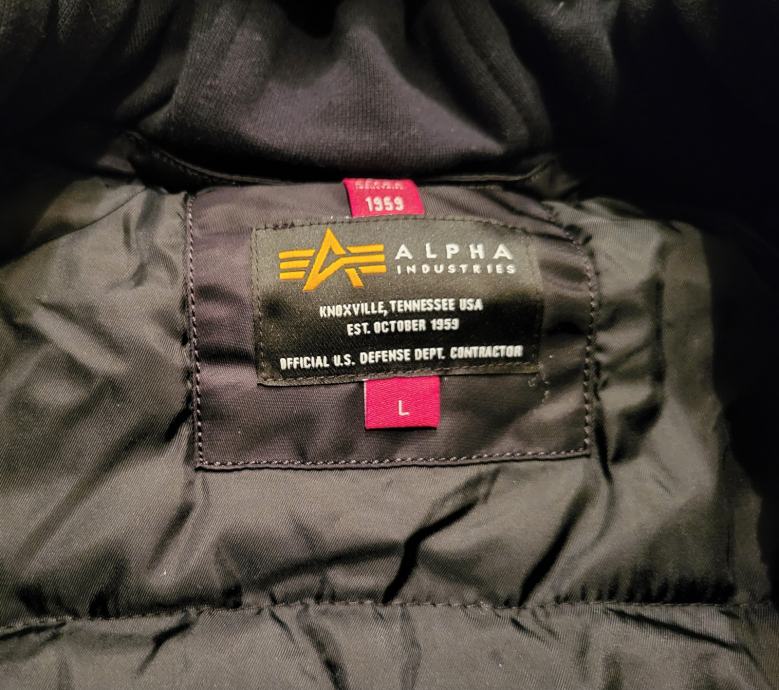 1959
ALPHA
INDUSTRIES
KNOXVILLE, TENNESSEE USA
EST. OCTOBER 1959
OFFICIAL U.S. DEFENSE DEPT. CONTRACTOR
L